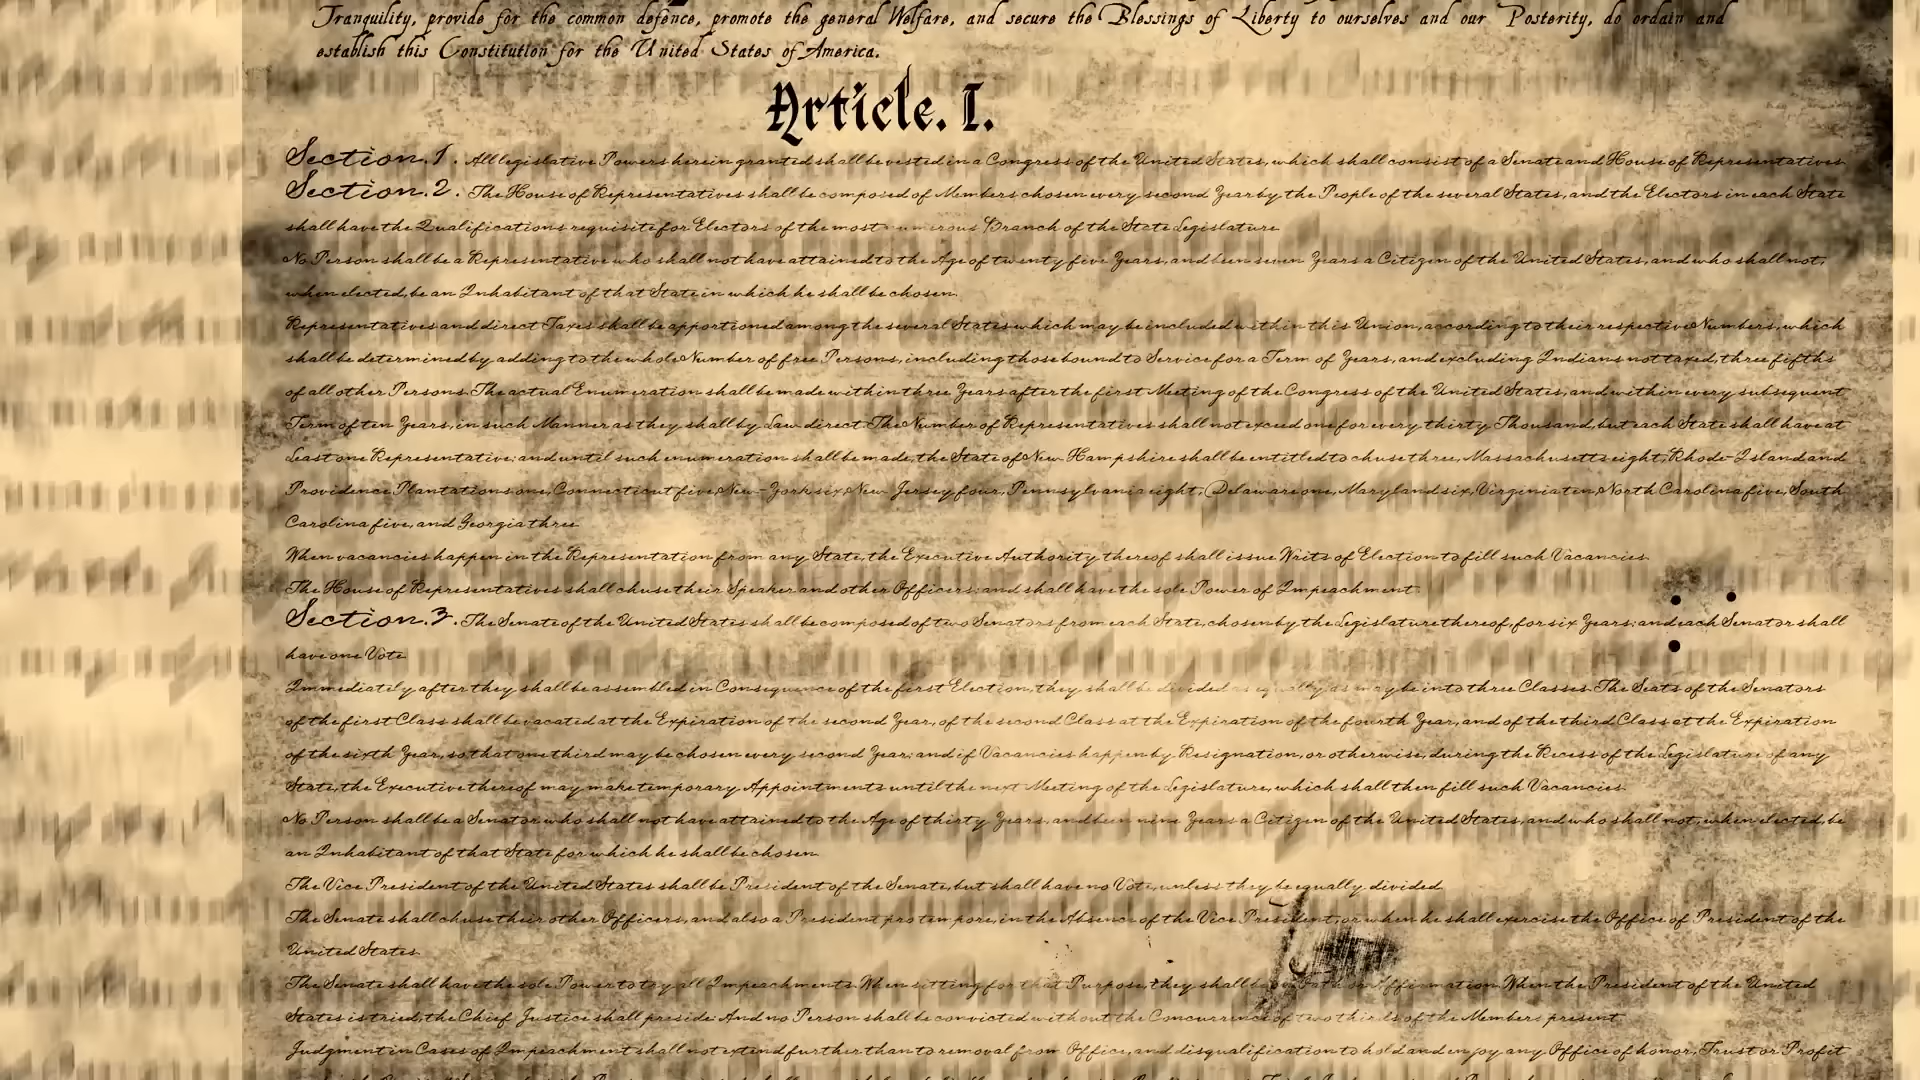 Tranquility, provide for the common defence, promote the general Welfare, and secure the Blessings of Liberty to ourselves and our Posterity, do ordain and
establish this Constitution for the United States of America.
Article. I.
Section. 1. All legislative Powers herein granted shall be vested in a Congress of the United States, which shall consist of a Senate and House of Representatives.
Section. 2. The House of Representatives shall be composed of Members chosen every second Year by the People of the several States, and the Electors in each State
shall have the Qualifications requisite for Electors of the most numerous Branch of the State Legislature.
No Person shall be a Representative who shall not have attained to the Age of twenty five Years, and been seven Years a Citizen of the United States, and who shall not,
when elected, be an Inhabitant of that State in which he shall be chosen.
Representatives and direct Taxes shall be apportioned among the several States which may be included within this Union, according to their respective Numbers, which
shall be determined by adding to the whole Number of free Persons, including those bound to Service for a Term of Years, and excluding Indians not taxed, three fifths
of all other Persons. The actual Enumeration shall be made within three Years after the first Meeting of the Congress of the United States, and within every subsequent
Term of ten Years, in such Manner as they shall by Law direct. The Number of Representatives shall not exceed one for every thirty Thousand, but each State shall have at
Least one Representative; and until such enumeration shall be made, the State of New Hampshire shall be entitled to chuse three, Massachusetts eight, Rhode-Island and
Providence Plantations one, Connecticut five, New-York six, New Jersey four, Pennsylvania eight, Delaware one, Maryland six, Virginia ten, North Carolina five, South
Carolina five, and Georgia three.
When vacancies happen in the Representation from any State, the Executive Authority thereof shall issue Writs of Election to fill such Vacancies.
The House of Representatives shall chuse their Speaker and other Officers; and shall have the sole Power of Impeachment.
Section. 3. The Senate of the United States shall be composed of two Senators from each State, chosen by the Legislature thereof, for six Years; and each Senator shall
have one Vote.
Immediately after they shall be assembled in Consequence of the first Election, they shall be divided as equally as may be into three Classes. The Seats of the Senators
of the first Class shall be vacated at the Expiration of the second Year, of the second Class at the Expiration of the fourth Year, and of the third Class at the Expiration
of the sixth Year, so that one third may be chosen every second Year; and if Vacancies happen by Resignation, or otherwise, during the Recess of the Legislature of any
State, the Executive thereof may make temporary Appointments until the next Meeting of the Legislature, which shall then fill such Vacancies.
No Person shall be a Senator who shall not have attained to the Age of thirty Years, and been nine Years a Citizen of the United States, and who shall not, when elected, be
an Inhabitant of that State for which he shall be chosen.
The Vice President of the United States shall be President of the Senate, but shall have no Vote, unless they be equally divided.
The Senate shall chuse their other Officers, and also a President pro tempore, in the Absence of the Vice President, or when he shall exercise the Office of President of the
United States.
The Senate shall have the sole Power to try all Impeachments. When sitting for that Purpose, they shall be on Oath or Affirmation. When the President of the United
States is tried, the Chief Justice shall preside: And no Person shall be convicted without the Concurrence of two thirds of the Members present.
Judgment in Cases of Impeachment shall not extend further than to removal from Office, and disqualification to hold and enjoy any Office of honor, Trust or Profit